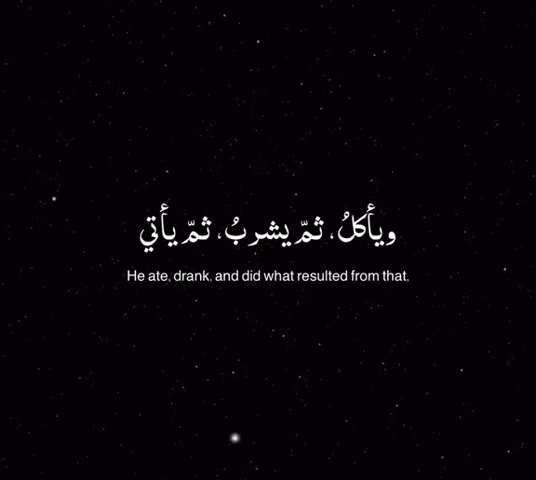 ويأكلُ، ثمّ يشربُ، ثمّ يأتي
He ate, drank, and did what resulted from that,